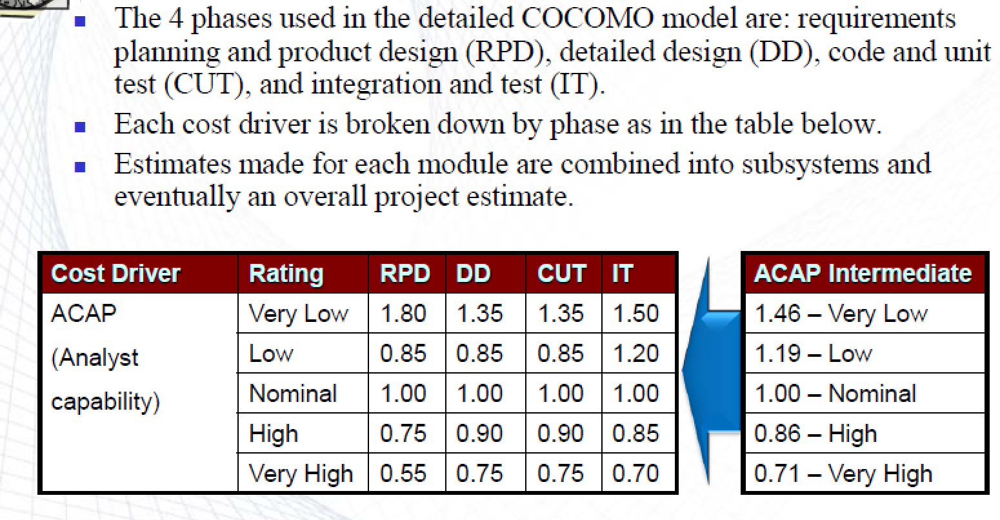 The 4 phases used in the detailed COCOMO model are: requirements
planning and product design (RPD), detailed design (DD), code and unit
test (CUT), and integration and test (IT).
Each cost driver is broken down by phase as in the table below.
Estimates made for each module are combined into subsystems and
eventually an overall project estimate.
Cost Driver Rating RPD DD CUT IT
ACAP Very Low 1.80 1.35 1.35 1.50
(Analyst Low 0.85 0.85 0.85 1.20
capability) Nominal 1.00 1.00 1.00 1.00
High 0.75 0.90 0.90 0.85
Very High 0.55 0.75 0.75 0.70
ACAP Intermediate
1.46 – Very Low
1.19 – Low
1.00 – Nominal
0.86 – High
0.71 – Very High